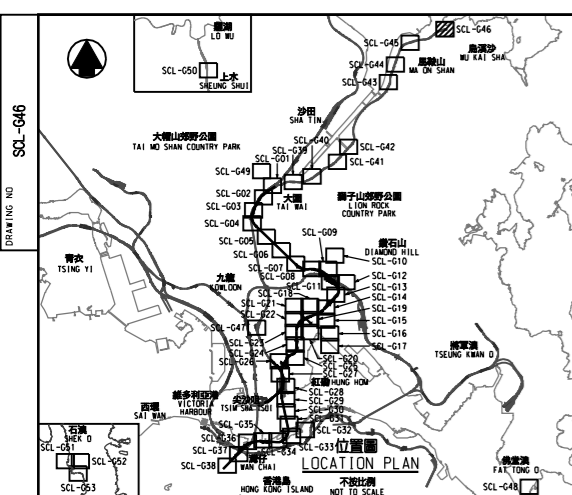 DRAWING NO
SCL-G46
羅湖
LO WU
SCL-G50
上水
SHEUNG SHUI
SCL-G46
SCL-G45
烏溪沙
WU KAI SHA
SCL-G44
馬鞍山
MA ON SHAN
SCL-G43
沙田
SHA TIN
大帽山郊野公園
TAI MO SHAN COUNTRY PARK
SCL-G40
SCL-G39
SCL-G42
SCL-G41
SCL-G01
SCL-G49
SCL-G02
大圍
TAI WAI
SCL-G03
獅子山郊野公園
LION ROCK
COUNTRY PARK
SCL-G04
SCL-G05
SCL-G09
鑽石山
DIAMOND HILL
SCL-G06
SCL-G10
青衣
TSING YI
SCL-G07
SCL-G08
SCL-G11
SCL-G12
九龍
KOWLOON
SCL-G13
SCL-G18
SCL-G14
SCL-G21
SCL-G19
SCL-G22
SCL-G15
SCL-G47
SCL-G16
SCL-G23
SCL-G17
SCL-G24
SCL-G20
SCL-G26
SCL-G25
SCL-G27
將軍澳
TSEUNG KWAN O
紅磡
HUNG HOM
SCL-G28
SCL-G29
SCL-G30
維多利亞港
VICTORIA
HARBOUR
尖沙咀
TSIM SHA TSUI
西環
SAI WAN
SCL-G35
SCL-G32
SCL-G36
SCL-G33
SCL-G34
SCL-G37
灣仔
WAN CHAI
SCL-G38
位置圖
LOCATION PLAN
香港島
HONG KONG ISLAND
不按比例
NOT TO SCALE
石澳
SHEK O
SCL-G51
SCL-G52
SCL-G53
佛堂澳
FAT TONG O
SCL-G48